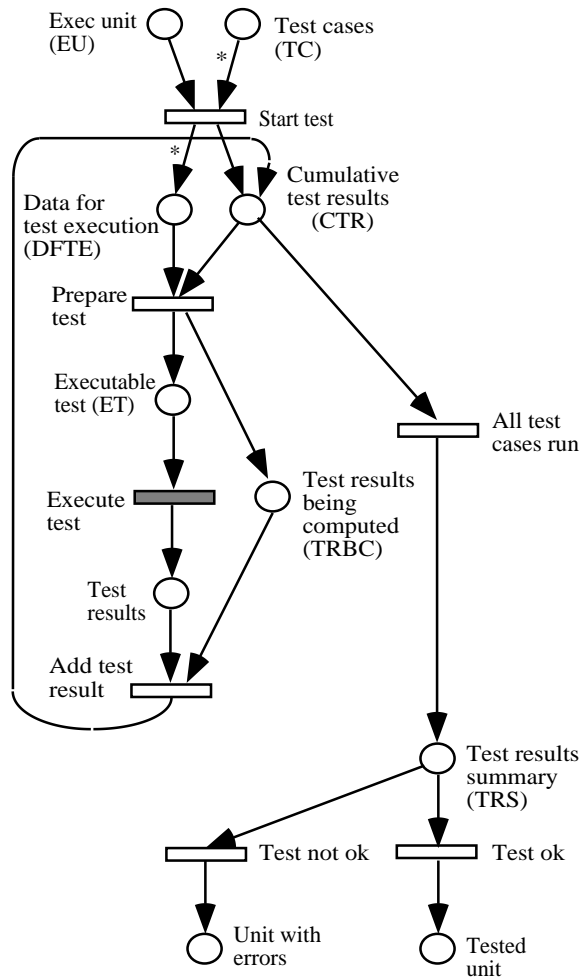 Exec unit
(EU)
Test cases
(TC)
*
Start test
*
Data for
test execution
(DFTE)
Cumulative
test results
(CTR)
Prepare
test
Executable
test (ET)
All test
cases run
Execute
test
Test results
being
computed
(TRBC)
Test
results
Add test
result
Test results
summary
(TRS)
Test not ok
Test ok
Unit with
errors
Tested
unit